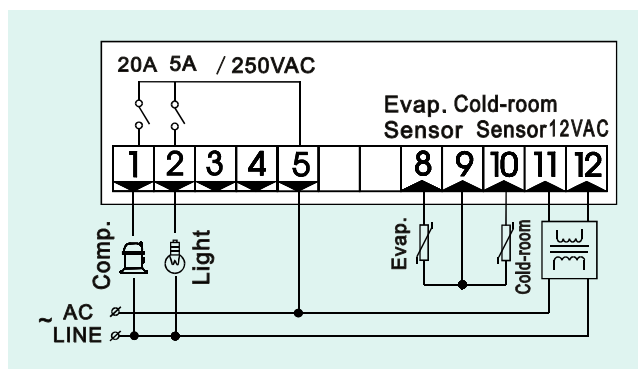 20A 5A / 250VAC
Evap. Cold-room
Sensor Sensor 12VAC
1 2 3 4 5 8 9 10 11 12
Comp.
Light
Evap.
Cold-room
~ AC
LINE